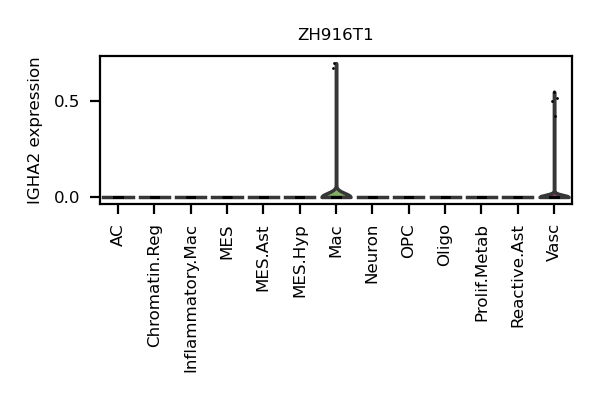 ZH916T1
IGHA2 expression
0.5
0.0
AC
Chromatin.Reg
Inflammatory.Mac
MES
MES.Ast
MES.Hyp
Mac
Neuron
OPC
Oligo
Prolif.Metab
Reactive.Ast
Vasc